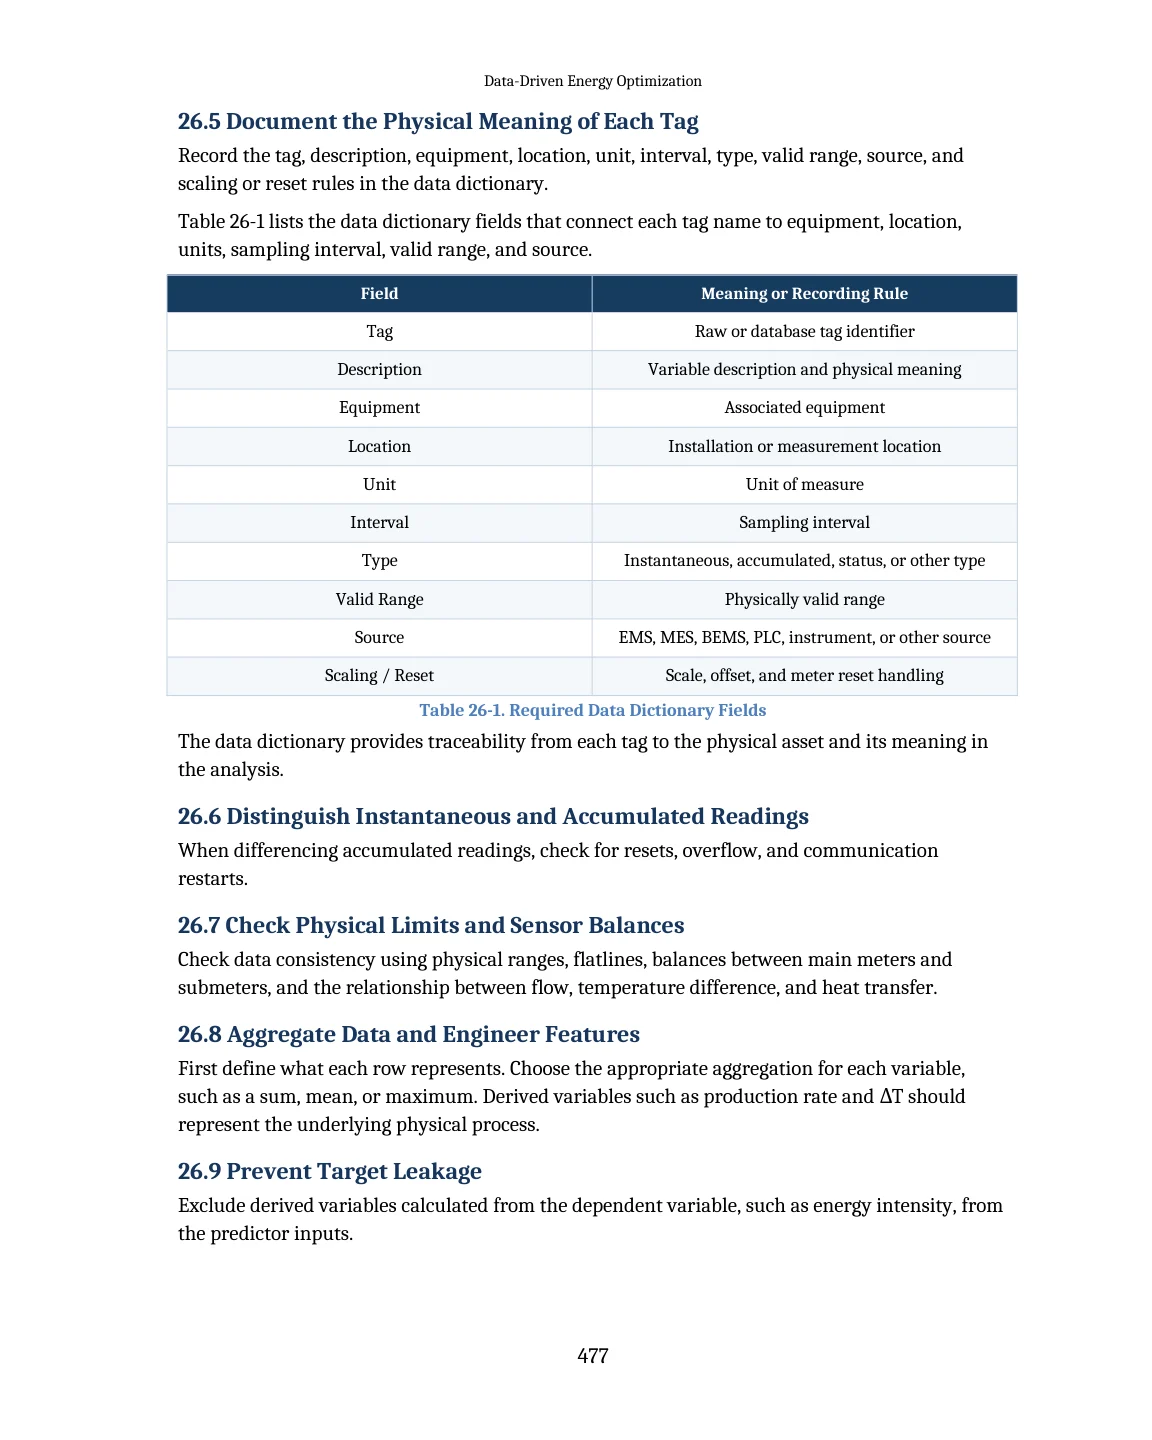 Data-Driven Energy Optimization
26.5 Document the Physical Meaning of Each Tag
Record the tag, description, equipment, location, unit, interval, type, valid range, source, and
scaling or reset rules in the data dictionary.
Table 26-1 lists the data dictionary fields that connect each tag name to equipment, location,
units, sampling interval, valid range, and source.
Field Meaning or Recording Rule
Tag Raw or database tag identifier
Description Variable description and physical meaning
Equipment Associated equipment
Location Installation or measurement location
Unit Unit of measure
Interval Sampling interval
Type Instantaneous, accumulated, status, or other type
Valid Range Physically valid range
Source EMS, MES, BEMS, PLC, instrument, or other source
Scaling / Reset Scale, offset, and meter reset handling
Table 26-1. Required Data Dictionary Fields
The data dictionary provides traceability from each tag to the physical asset and its meaning in
the analysis.
26.6 Distinguish Instantaneous and Accumulated Readings
When differencing accumulated readings, check for resets, overflow, and communication
restarts.
26.7 Check Physical Limits and Sensor Balances
Check data consistency using physical ranges, flatlines, balances between main meters and
submeters, and the relationship between flow, temperature difference, and heat transfer.
26.8 Aggregate Data and Engineer Features
First define what each row represents. Choose the appropriate aggregation for each variable,
such as a sum, mean, or maximum. Derived variables such as production rate and ΔT should
represent the underlying physical process.
26.9 Prevent Target Leakage
Exclude derived variables calculated from the dependent variable, such as energy intensity, from
the predictor inputs.
477